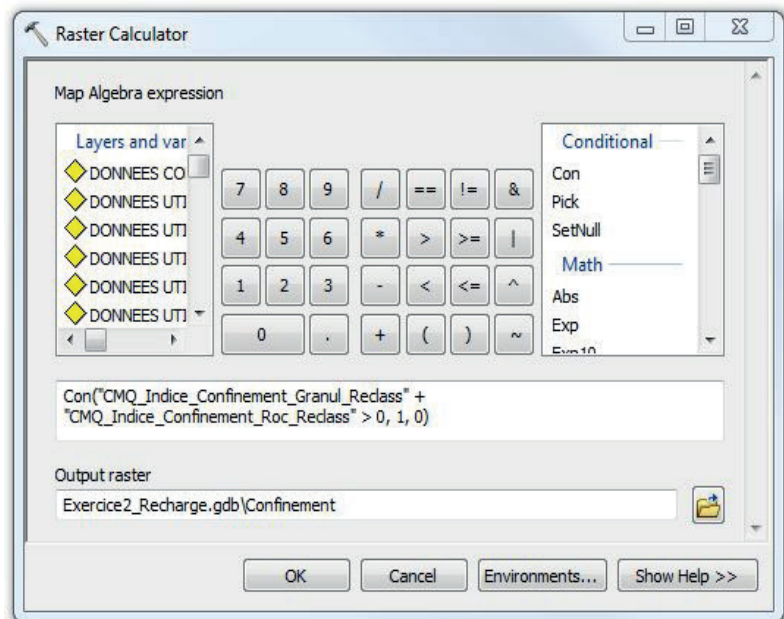 Raster Calculator
Map Algebra expression
Layers and var
DONNEES CO
DONNEES UTI
DONNEES UTI
DONNEES UTI
DONNEES UTI
DONNEES UTI
7 8 9 / == != &
4 5 6 * > >= |
1 2 3 - < <= ^
0 . + ( ) ~
Conditional
Con
Pick
SetNull
Math
Abs
Exp
Exp10
Con("CMQ_Indice_Confinement_Granul_Reclass" +
"CMQ_Indice_Confinement_Roc_Reclass" > 0, 1, 0)
Output raster
Exercice2_Recharge.gdb\Confinement
OK Cancel Environments... Show Help >>